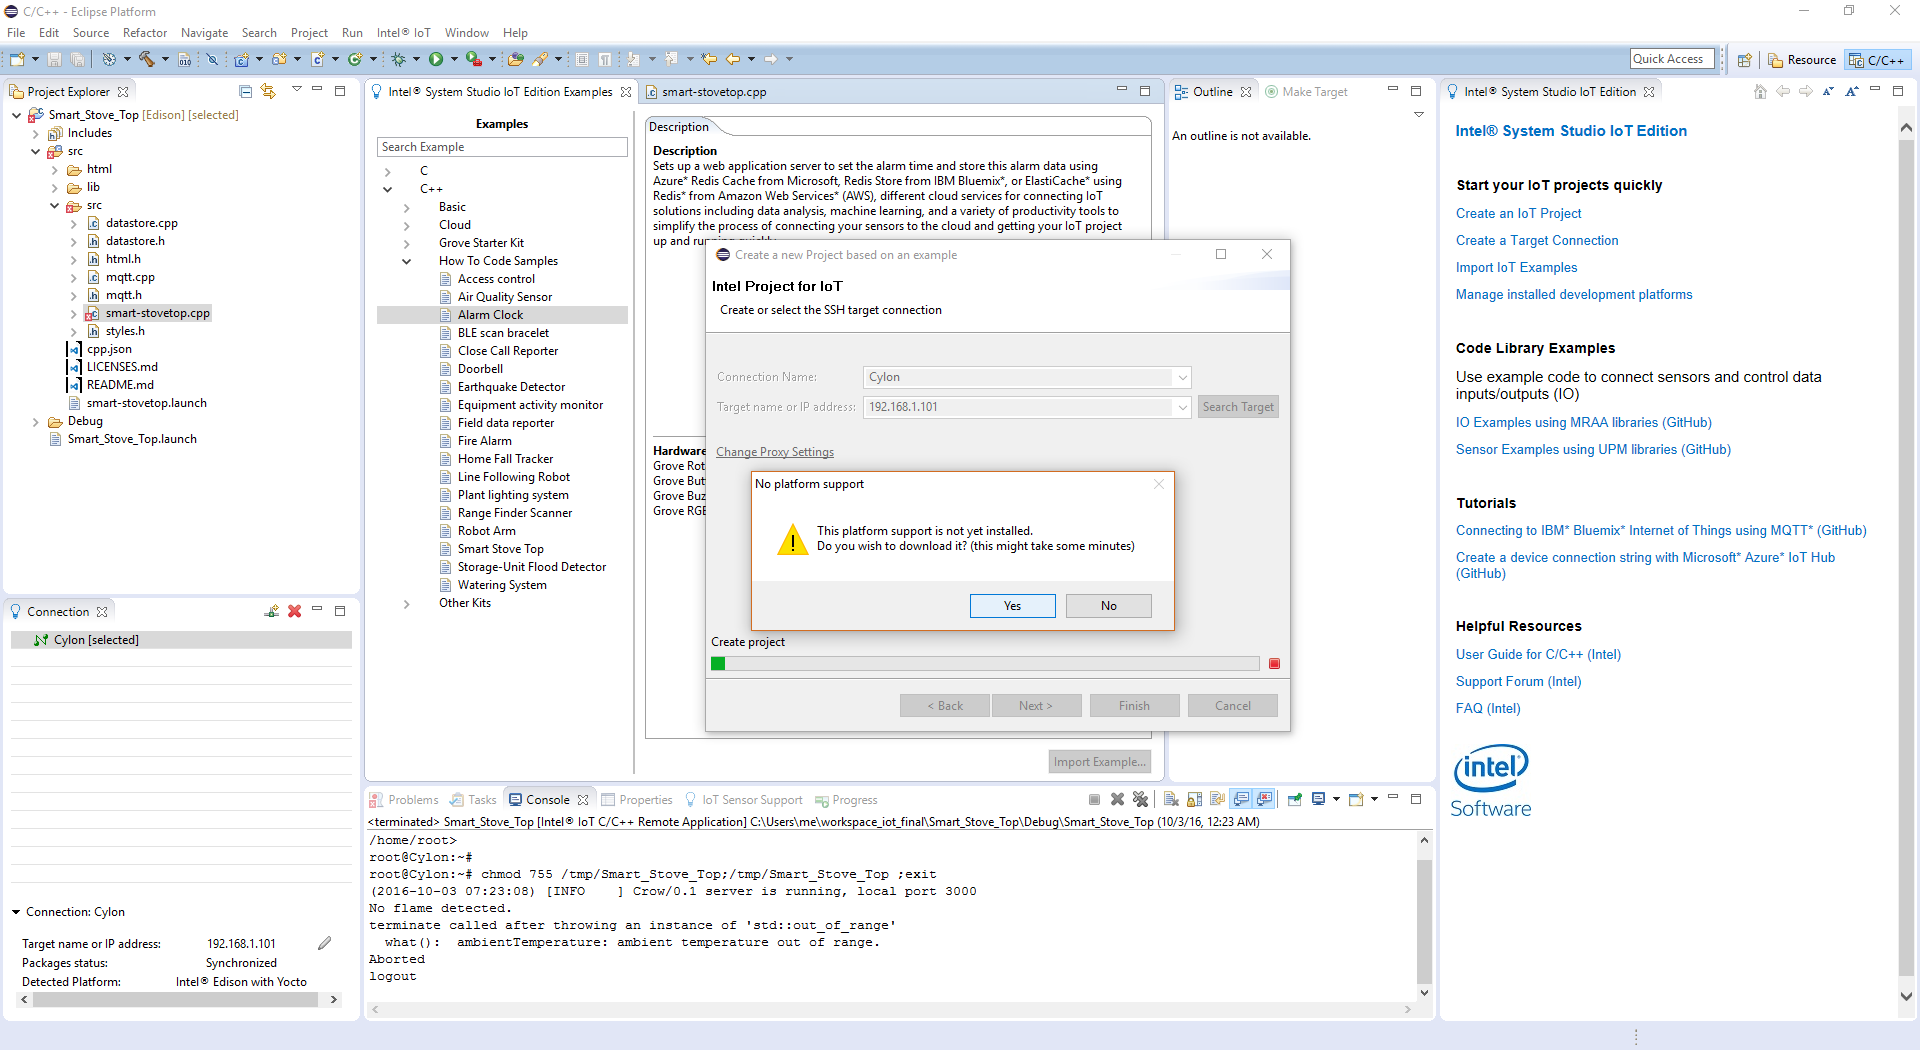 C/C++ - Eclipse Platform
File Edit Source Refactor Navigate Search Project Run Intel® IoT Window Help
Quick Access
Resource
C/C++
Project Explorer
Smart_Stove_Top [Edison] [selected]
Includes
src
html
lib
src
datastore.cpp
datastore.h
html.h
mqtt.cpp
mqtt.h
smart-stovetop.cpp
styles.h
cpp.json
LICENSES.md
README.md
smart-stovetop.launch
Debug
Smart_Stove_Top.launch
Connection
Cylon [selected]
Connection: Cylon
Target name or IP address: 192.168.1.101
Packages status: Synchronized
Detected Platform: Intel® Edison with Yocto
Intel® System Studio IoT Edition Examples
smart-stovetop.cpp
Examples
Search Example
C
C++
Basic
Cloud
Grove Starter Kit
How To Code Samples
Access control
Air Quality Sensor
Alarm Clock
BLE scan bracelet
Close Call Reporter
Doorbell
Earthquake Detector
Equipment activity monitor
Field data reporter
Fire Alarm
Home Fall Tracker
Line Following Robot
Plant lighting system
Range Finder Scanner
Robot Arm
Smart Stove Top
Storage-Unit Flood Detector
Watering System
Other Kits
Description
Description
Sets up a web application server to set the alarm time and store this alarm data using
Azure* Redis Cache from Microsoft, Redis Store from IBM Bluemix*, or ElastiCache* using
Redis* from Amazon Web Services* (AWS), different cloud services for connecting IoT
solutions including data analysis, machine learning, and a variety of productivity tools to
simplify the process of connecting your sensors to the cloud and getting your IoT project
up and running quickly.
Hardware
Grove Rot
Grove But
Grove Buz
Grove RGB
Import Example...
Create a new Project based on an example
Intel Project for IoT
Create or select the SSH target connection
Connection Name: Cylon
Target name or IP address: 192.168.1.101 Search Target
Change Proxy Settings
No platform support
This platform support is not yet installed.
Do you wish to download it? (this might take some minutes)
Yes No
Create project
< Back Next > Finish Cancel
Outline
Make Target
An outline is not available.
Intel® System Studio IoT Edition
Intel® System Studio IoT Edition
Start your IoT projects quickly
Create an IoT Project
Create a Target Connection
Import IoT Examples
Manage installed development platforms
Code Library Examples
Use example code to connect sensors and control data
inputs/outputs (IO)
IO Examples using MRAA libraries (GitHub)
Sensor Examples using UPM libraries (GitHub)
Tutorials
Connecting to IBM* Bluemix* Internet of Things using MQTT* (GitHub)
Create a device connection string with Microsoft* Azure* IoT Hub
(GitHub)
Helpful Resources
User Guide for C/C++ (Intel)
Support Forum (Intel)
FAQ (Intel)
intel
Software
Problems Tasks Console Properties IoT Sensor Support Progress
<terminated> Smart_Stove_Top [Intel® IoT C/C++ Remote Application] C:\Users\me\workspace_iot_final\Smart_Stove_Top\Debug\Smart_Stove_Top (10/3/16, 12:23 AM)
/home/root>
root@Cylon:~#
root@Cylon:~# chmod 755 /tmp/Smart_Stove_Top;/tmp/Smart_Stove_Top ;exit
(2016-10-03 07:23:08) [INFO    ] Crow/0.1 server is running, local port 3000
No flame detected.
terminate called after throwing an instance of 'std::out_of_range'
  what():  ambientTemperature: ambient temperature out of range.
Aborted
logout